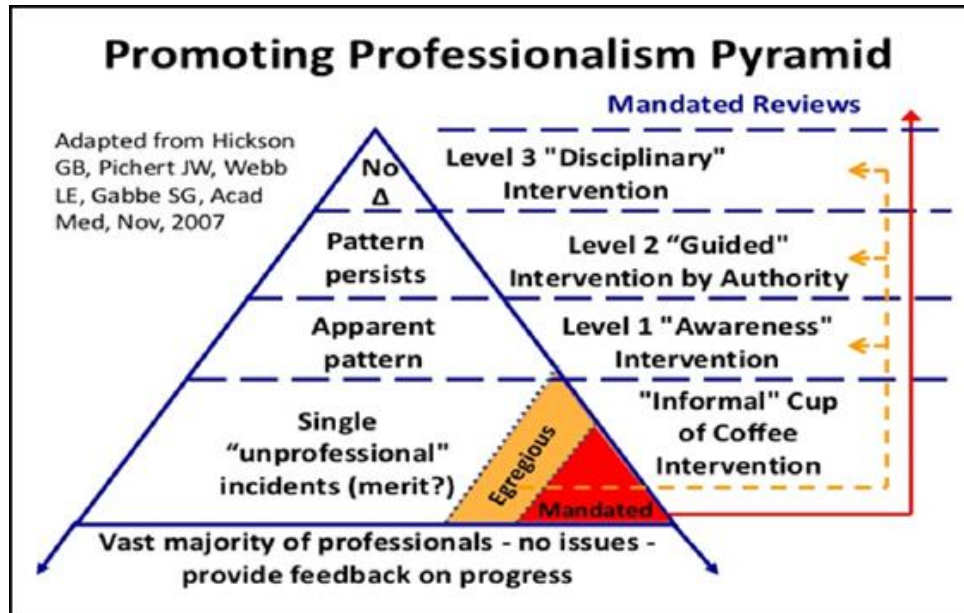 Promoting Professionalism Pyramid
Mandated Reviews
Adapted from Hickson
GB, Pichert JW, Webb
LE, Gabbe SG, Acad
Med, Nov, 2007
No
Δ
Level 3 "Disciplinary"
Intervention
Pattern
persists
Level 2 “Guided"
Intervention by Authority
Apparent
pattern
Level 1 "Awareness"
Intervention
Single
“unprofessional"
incidents (merit?)
Egregious
Mandated
"Informal" Cup
of Coffee
Intervention
Vast majority of professionals - no issues -
provide feedback on progress